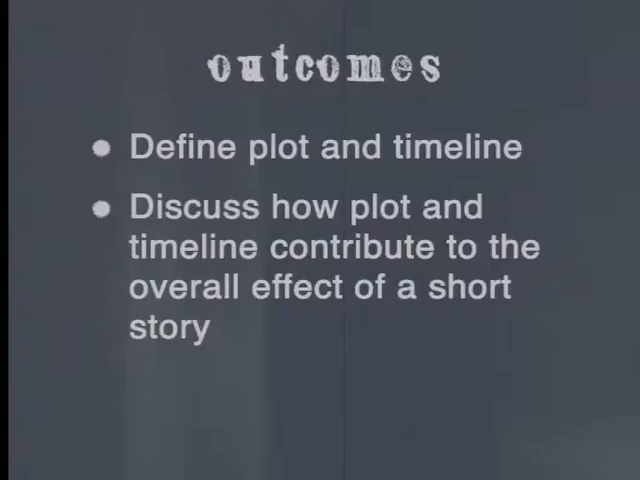 outcomes
Define plot and timeline
Discuss how plot and
timeline contribute to the
overall effect of a short
story